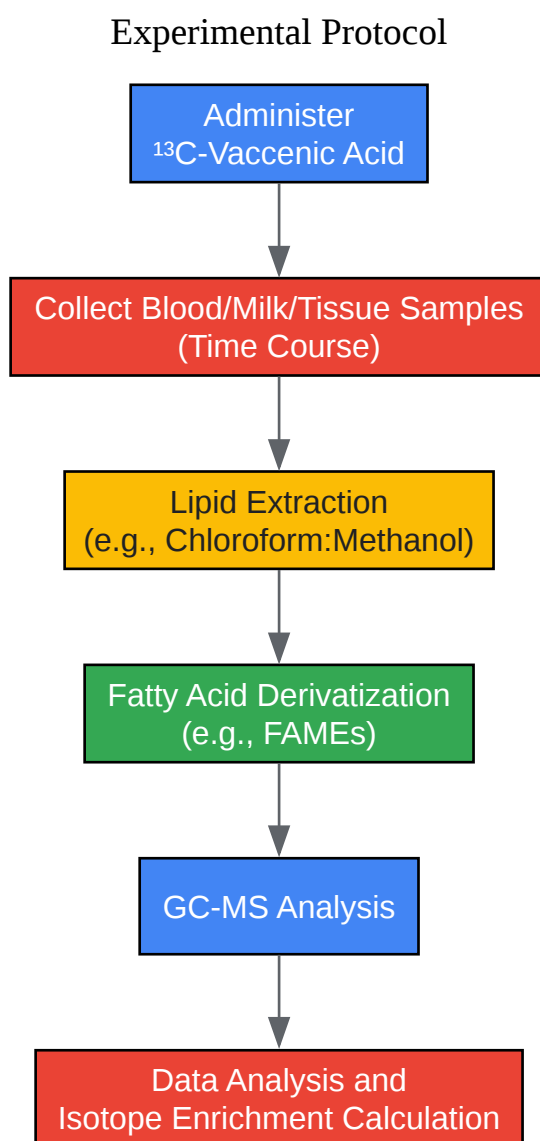 Experimental Protocol
Administer
¹³C-Vaccenic Acid
Collect Blood/Milk/Tissue Samples
(Time Course)
Lipid Extraction
(e.g., Chloroform:Methanol)
Fatty Acid Derivatization
(e.g., FAMEs)
GC-MS Analysis
Data Analysis and
Isotope Enrichment Calculation